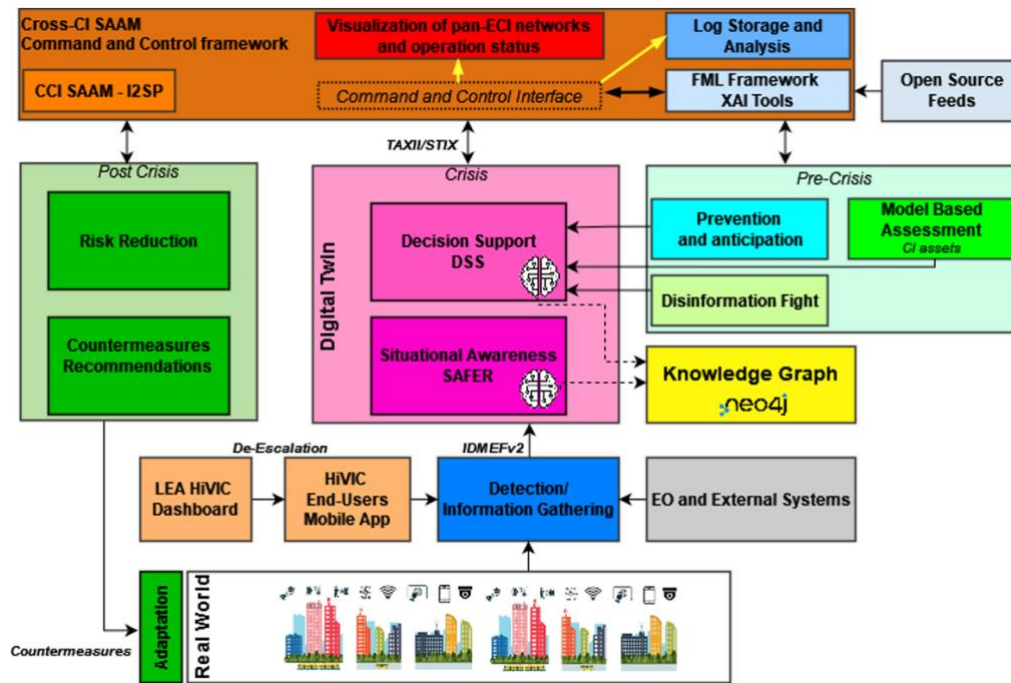 Cross-CI SAAM
Command and Control framework
CCI SAAM - I2SP
Visualization of pan-ECI networks
and operation status
Command and Control Interface
Log Storage and
Analysis
FML Framework
XAI Tools
Open Source
Feeds
TAXII/STIX
Post Crisis
Risk Reduction
Countermeasures
Recommendations
Digital Twin
Crisis
Decision Support
DSS
Situational Awareness
SAFER
Pre-Crisis
Prevention
and anticipation
Model Based
Assessment
CI assets
Disinformation Fight
Knowledge Graph
neo4j
De-Escalation
IDMEFv2
LEA HiVIC
Dashboard
HiVIC
End-Users
Mobile App
Detection/
Information Gathering
EO and External Systems
Countermeasures
Adaptation
Real World